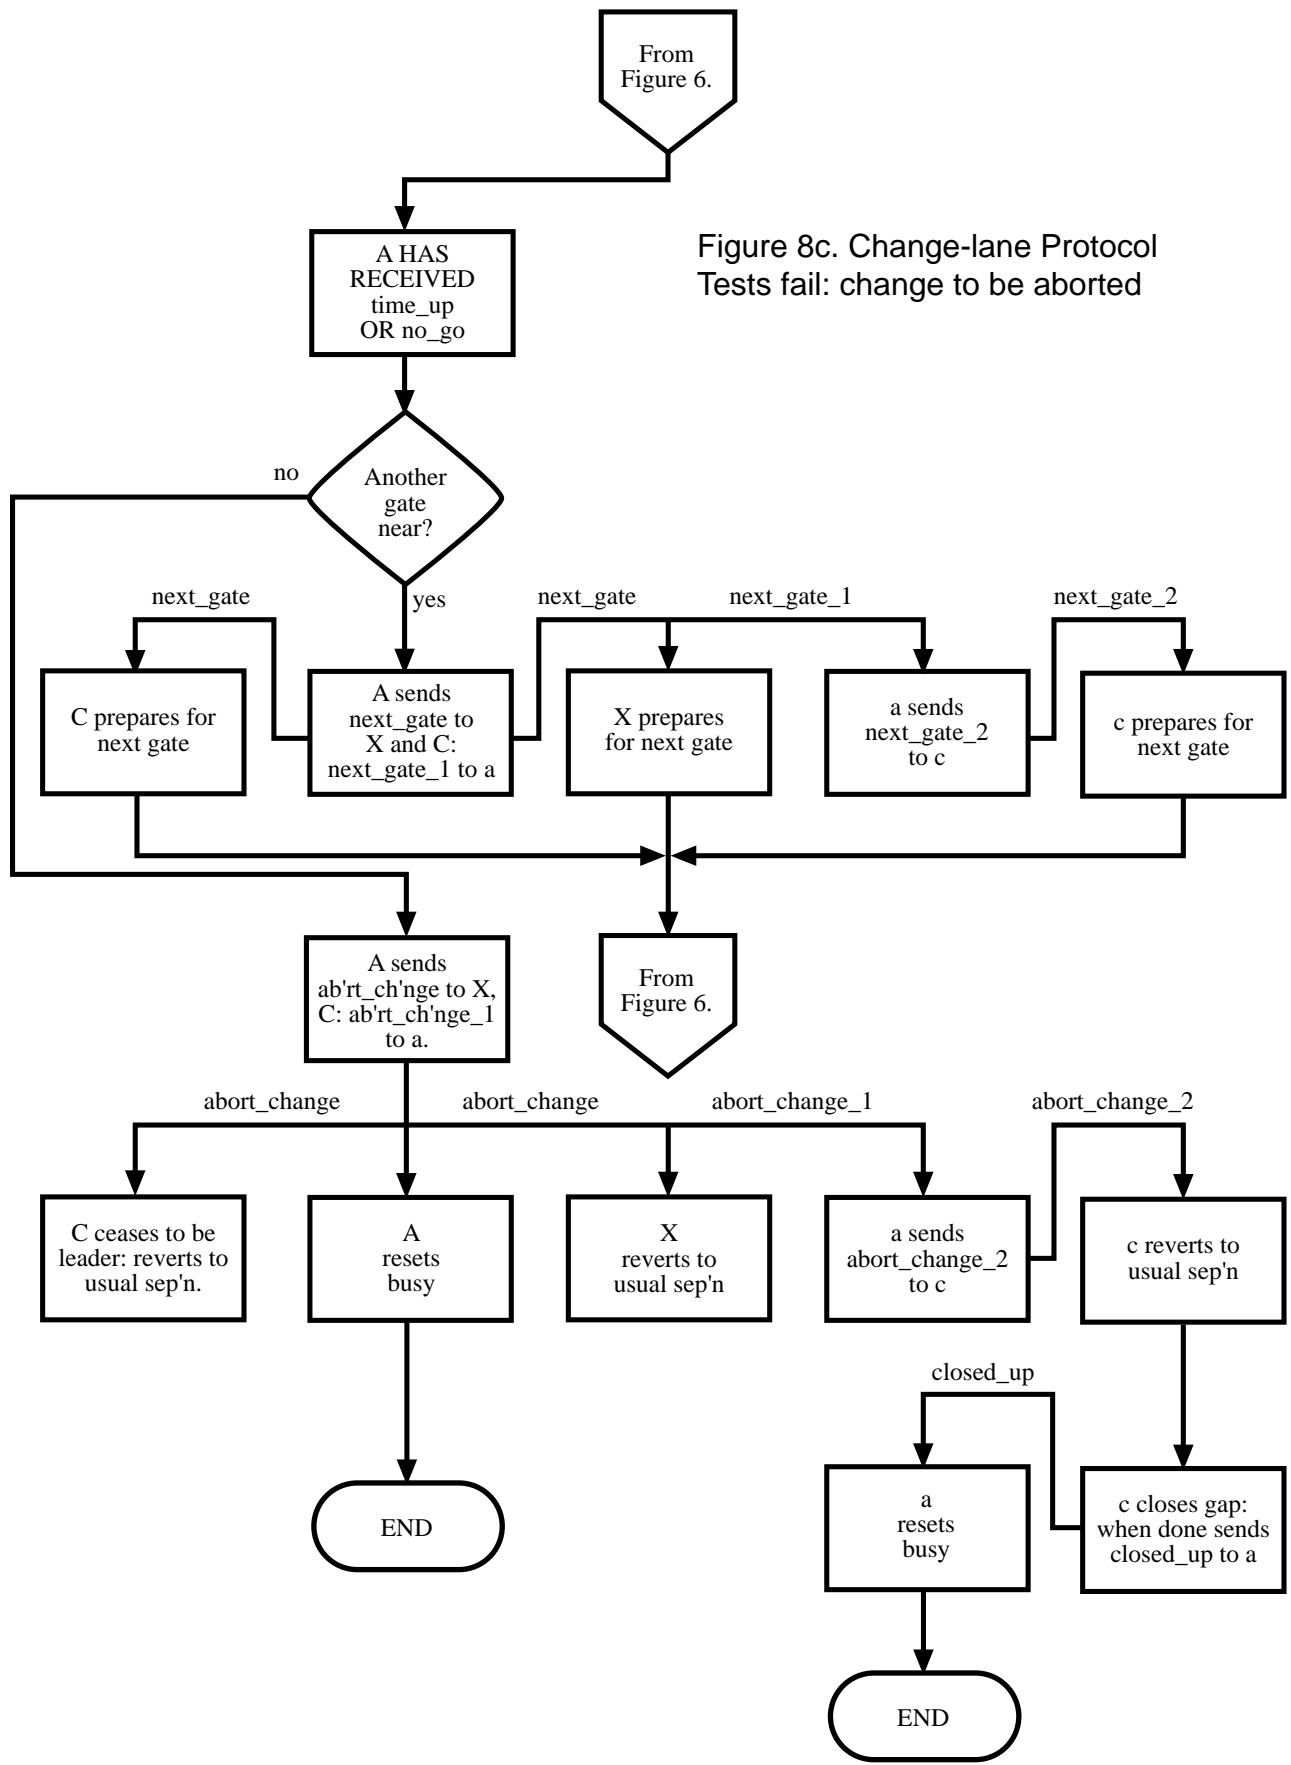 From
Figure 6.
Figure 8c. Change-lane Protocol
Tests fail: change to be aborted
A HAS
RECEIVED
time_up
OR no_go
Another
gate
near?
no
yes
next_gate
next_gate
next_gate_1
next_gate_2
C prepares for
next gate
A sends
next_gate to
X and C:
next_gate_1 to a
X prepares
for next gate
a sends
next_gate_2
to c
c prepares for
next gate
A sends
ab'rt_ch'nge to X,
C: ab'rt_ch'nge_1
to a.
From
Figure 6.
abort_change
abort_change
abort_change_1
abort_change_2
C ceases to be
leader: reverts to
usual sep'n.
A
resets
busy
X
reverts to
usual sep'n
a sends
abort_change_2
to c
c reverts to
usual sep'n
closed_up
a
resets
busy
c closes gap:
when done sends
closed_up to a
END
END